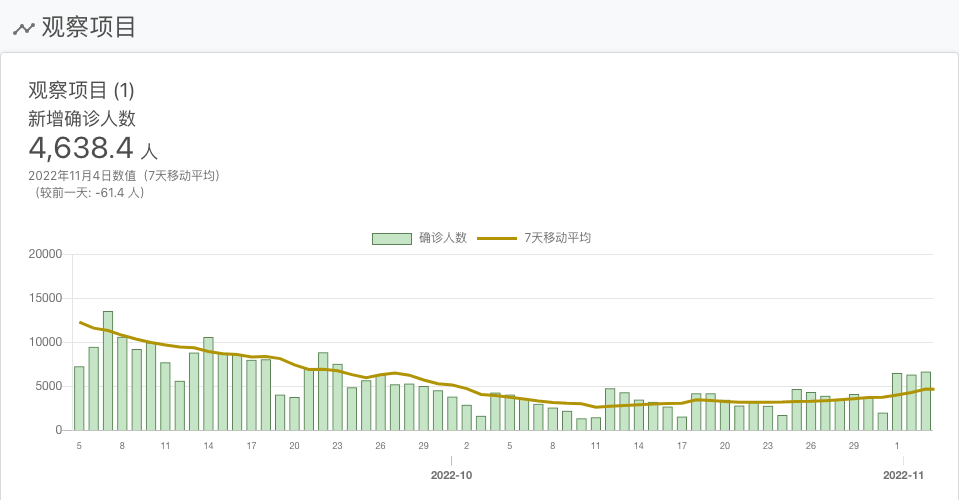 观察项目
观察项目 (1)
新增确诊人数
4,638.4 人
2022年11月4日数值（7天移动平均）
（较前一天: -61.4 人）
确诊人数 7天移动平均
20000
15000
10000
5000
0
5 8 11 14 17 20 23 26 29 2 5 8 11 14 17 20 23 26 29 1
2022-10 2022-11